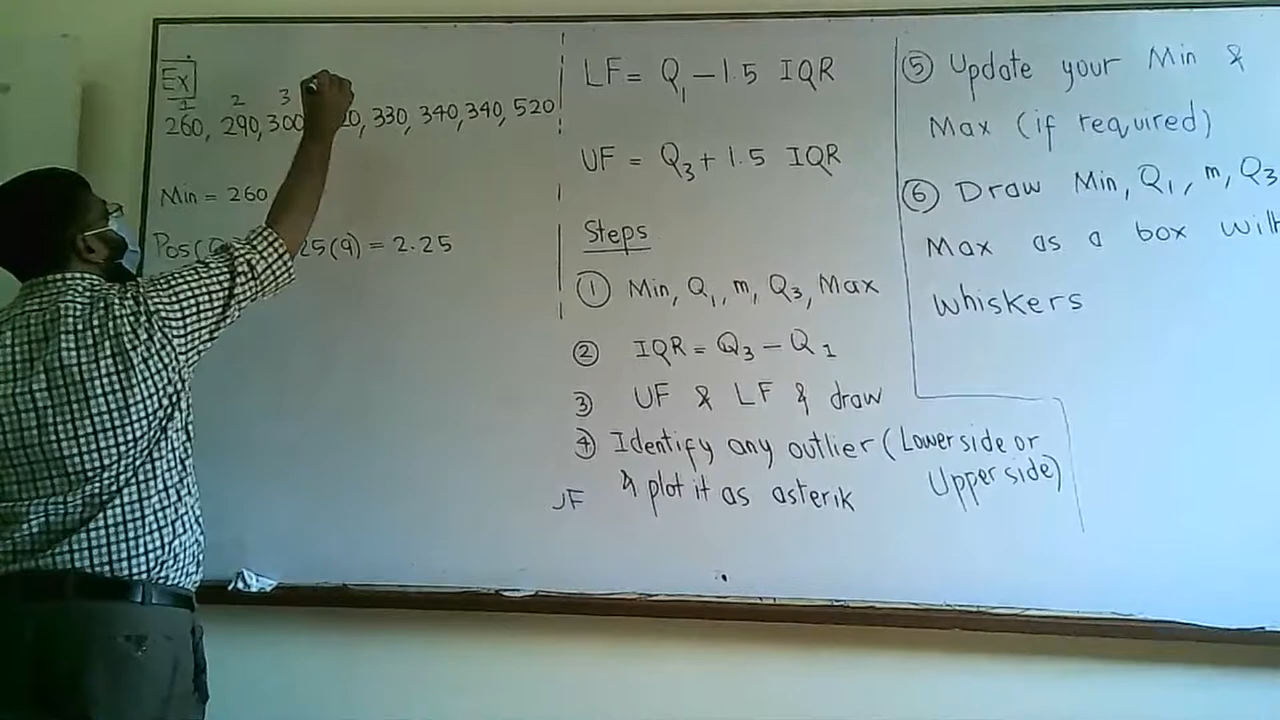 Ex
1 2 3
260, 290, 300 20, 330, 340, 340, 520
Min = 260
Pos( 25(9) = 2.25
LF = Q1 - 1.5 IQR
UF = Q3 + 1.5 IQR
Steps
① Min, Q1, m, Q3, Max
② IQR = Q3 - Q1
③ UF & LF & draw
④ Identify any outlier (Lower side or
Upper side)
& plot it as asterik
UF
⑤ Update your Min &
Max (if required)
⑥ Draw Min, Q1, m, Q3
Max as a box with
whiskers